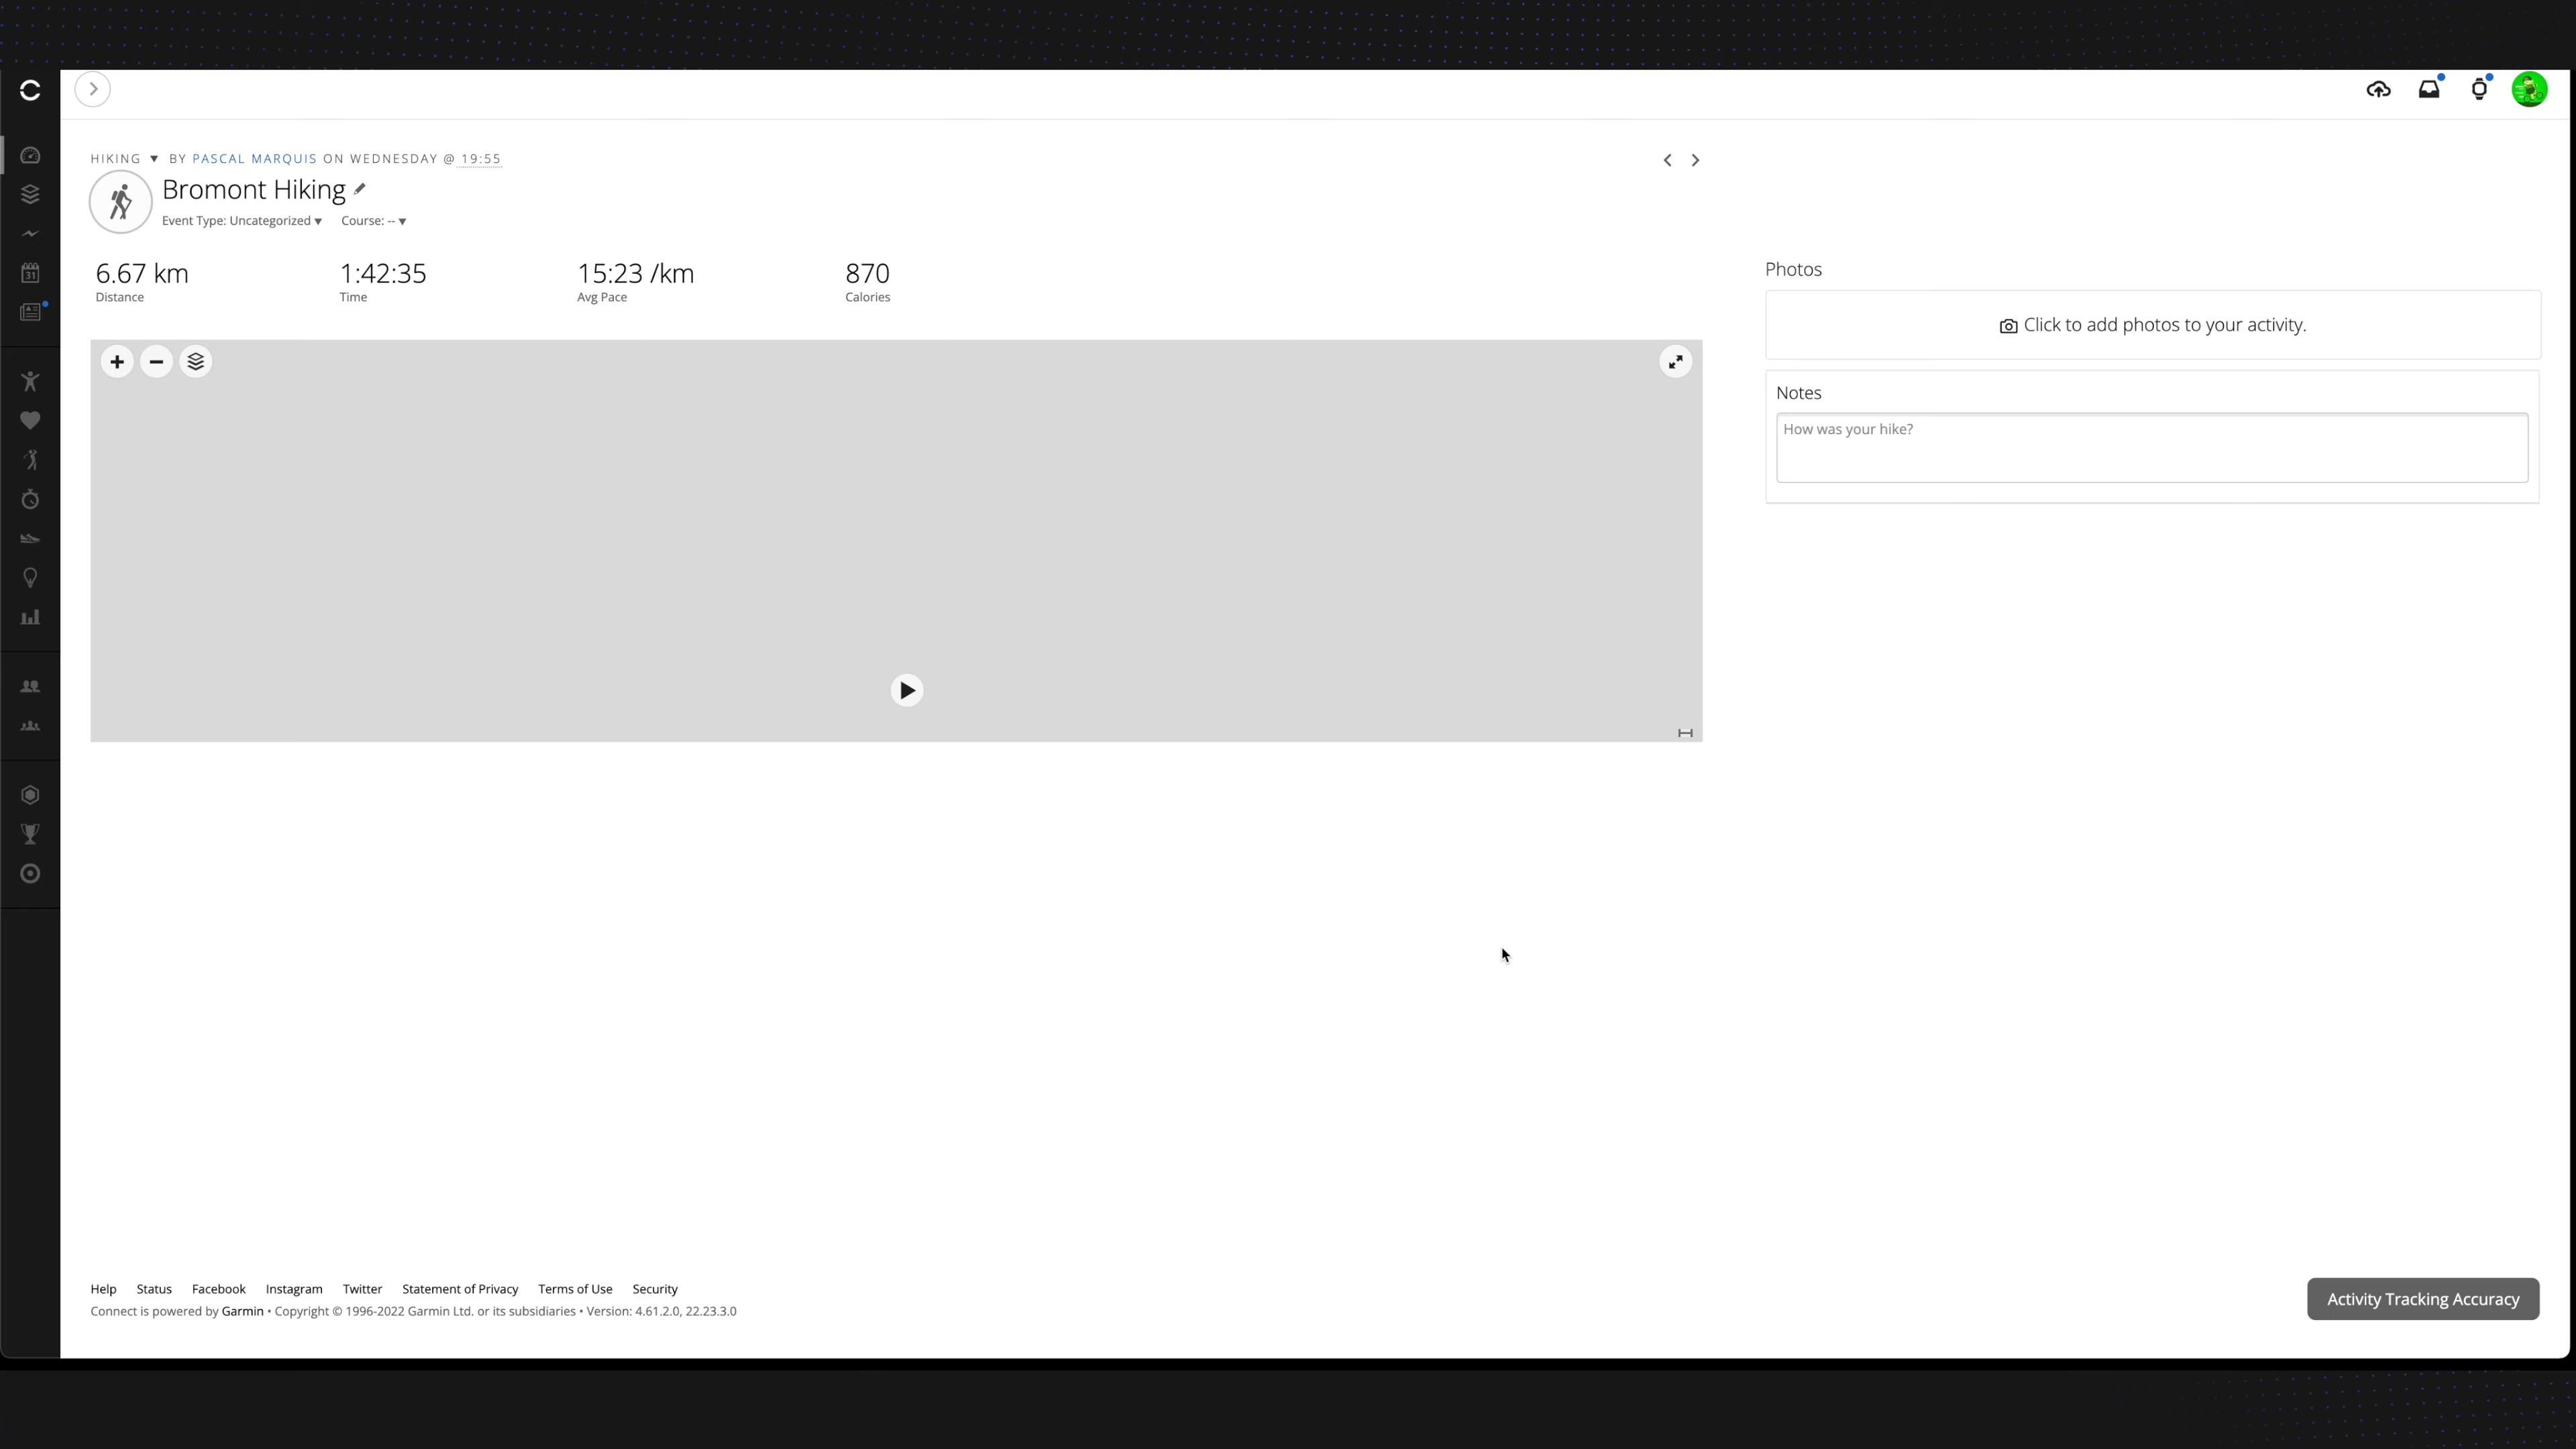 HIKING ▼ BY PASCAL MARQUIS ON WEDNESDAY @ 19:55
Bromont Hiking
Event Type: Uncategorized ▼ Course: -- ▼
6.67 km 1:42:35 15:23 /km 870
Distance Time Avg Pace Calories
Photos
Click to add photos to your activity.
Notes
How was your hike?
31
Help Status Facebook Instagram Twitter Statement of Privacy Terms of Use Security
Connect is powered by Garmin • Copyright © 1996-2022 Garmin Ltd. or its subsidiaries • Version: 4.61.2.0, 22.23.3.0
Activity Tracking Accuracy